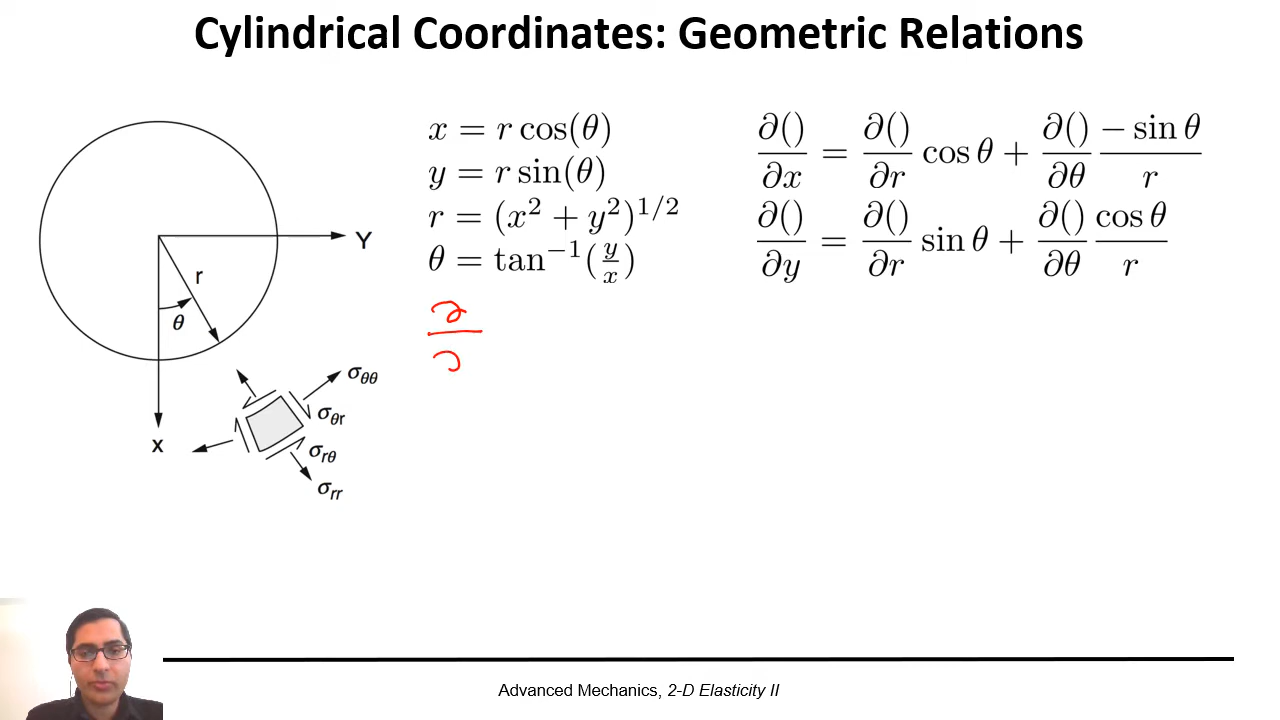 Cylindrical Coordinates: Geometric Relations
x = r cos(θ)
y = r sin(θ)
r = (x² + y²)^{1/2}
θ = tan⁻¹(y/x)
∂
∂
∂()/∂x = ∂()/∂r cos θ + ∂()/∂θ − sin θ/r
∂()/∂y = ∂()/∂r sin θ + ∂()/∂θ cos θ/r
Y
r
θ
X
σθθ
σθr
σrθ
σrr
Advanced Mechanics, 2-D Elasticity II